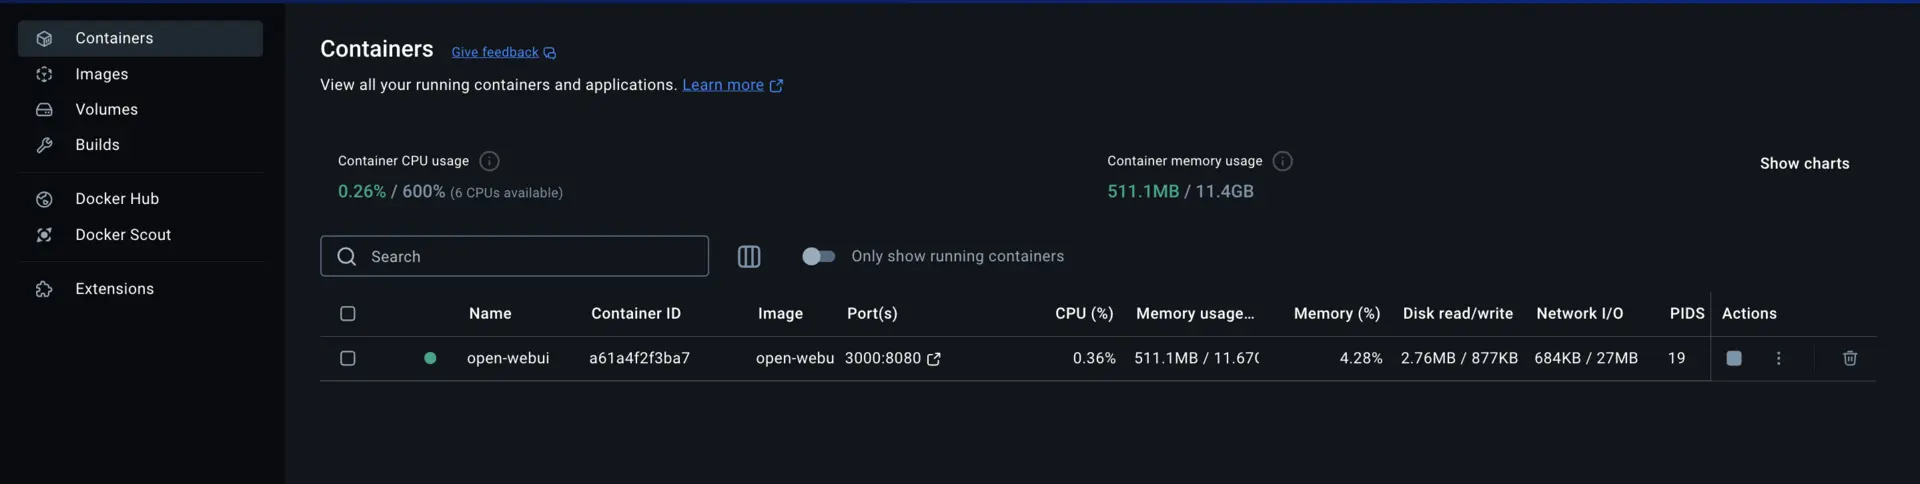 Containers
Images
Volumes
Builds
Docker Hub
Docker Scout
Extensions
Containers Give feedback
View all your running containers and applications. Learn more
Container CPU usage
0.26% / 600% (6 CPUs available)
Container memory usage
511.1MB / 11.4GB
Show charts
Search
Only show running containers
Name Container ID Image Port(s) CPU (%) Memory usage... Memory (%) Disk read/write Network I/O PIDS Actions
open-webui a61a4f2f3ba7 open-webu 3000:8080 0.36% 511.1MB / 11.67 4.28% 2.76MB / 877KB 684KB / 27MB 19